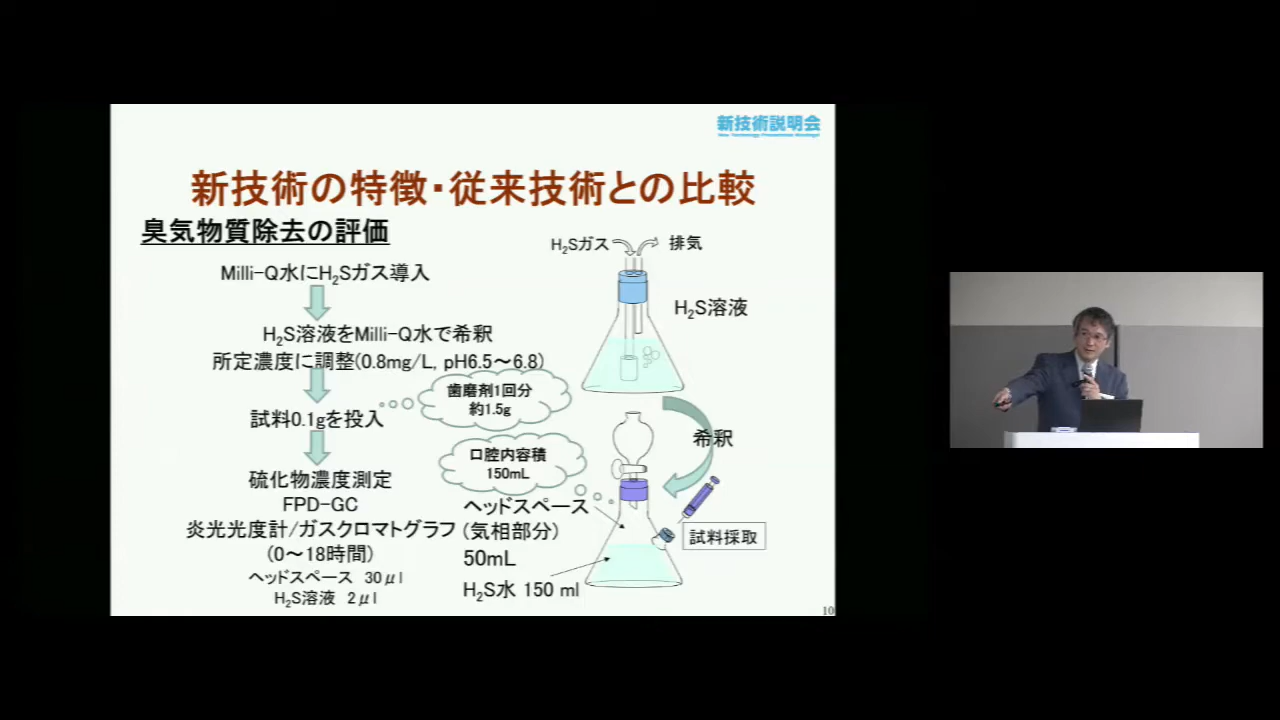 新技術説明会
New Technology Presentation Meetings!
新技術の特徴・従来技術との比較
臭気物質除去の評価
Milli-Q水にH2Sガス導入
H2S溶液をMilli-Q水で希釈
所定濃度に調整(0.8mg/L, pH6.5～6.8)
歯磨剤1回分
約1.5g
試料0.1gを投入
口腔内容積
150mL
硫化物濃度測定
FPD-GC
炎光光度計/ガスクロマトグラフ
(0～18時間)
ヘッドスペース 30μl
H2S溶液 2μl
H2Sガス
排気
H2S溶液
希釈
ヘッドスペース
(気相部分)
50mL
試料採取
H2S水 150 ml
10